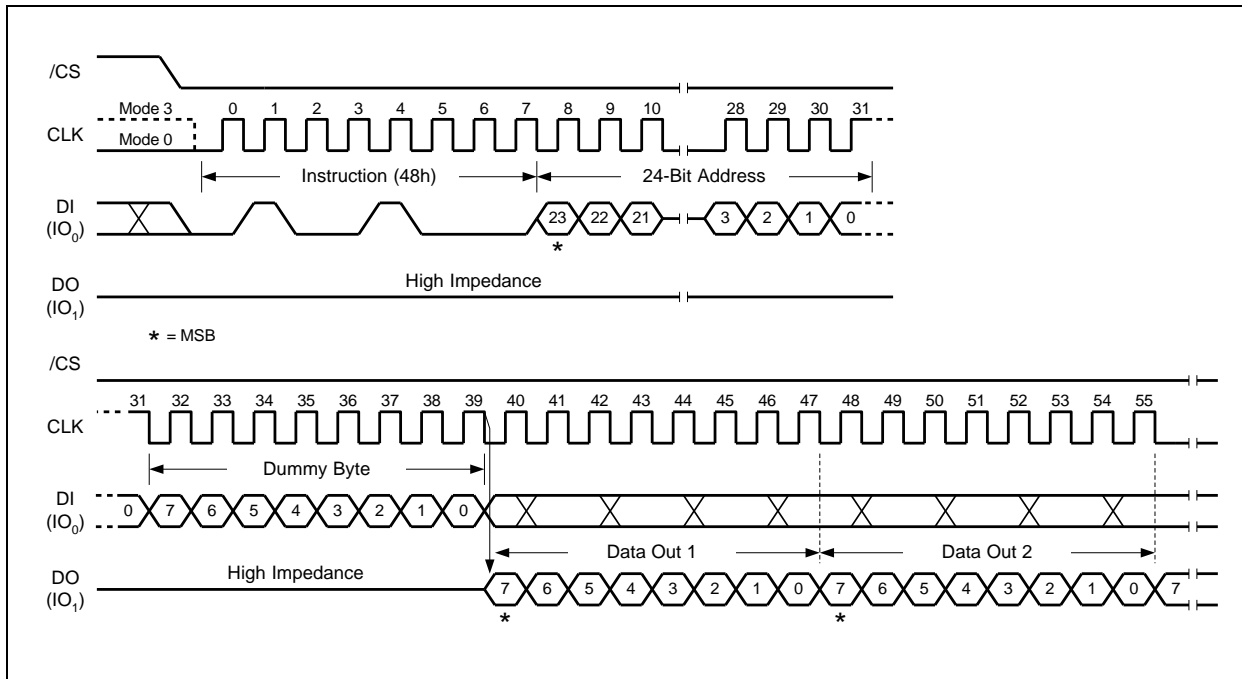 /CS
Mode 3 0 1 2 3 4 5 6 7 8 9 10 28 29 30 31
CLK
Mode 0
Instruction (48h) 24-Bit Address
DI
(IO0)
23 22 21 3 2 1 0
*
DO
(IO1)
High Impedance
* = MSB
/CS
31 32 33 34 35 36 37 38 39 40 41 42 43 44 45 46 47 48 49 50 51 52 53 54 55
CLK
Dummy Byte
DI
(IO0)
0 7 6 5 4 3 2 1 0
Data Out 1 Data Out 2
DO
(IO1)
High Impedance
7 6 5 4 3 2 1 0 7 6 5 4 3 2 1 0 7
* *